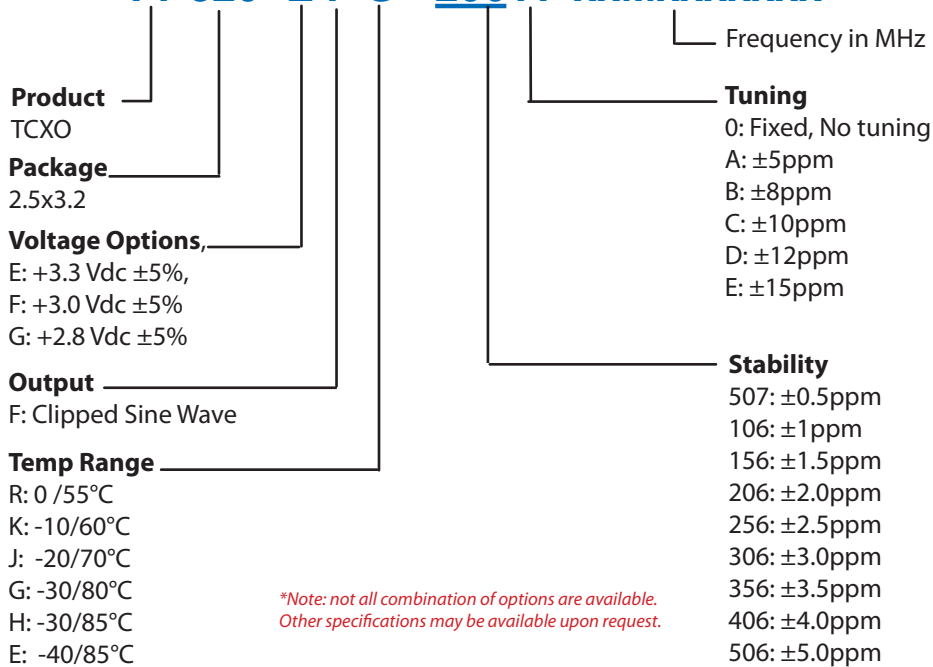 Frequency in MHz
Product
TCXO
Package
2.5x3.2
Voltage Options,
E: +3.3 Vdc ±5%,
F: +3.0 Vdc ±5%
G: +2.8 Vdc ±5%
Output
F: Clipped Sine Wave
Temp Range
R: 0 /55°C
K: -10/60°C
J: -20/70°C
G: -30/80°C
H: -30/85°C
E: -40/85°C
Tuning
0: Fixed, No tuning
A: ±5ppm
B: ±8ppm
C: ±10ppm
D: ±12ppm
E: ±15ppm
Stability
507: ±0.5ppm
106: ±1ppm
156: ±1.5ppm
206: ±2.0ppm
256: ±2.5ppm
306: ±3.0ppm
356: ±3.5ppm
406: ±4.0ppm
506: ±5.0ppm
*Note: not all combination of options are available.
Other specifications may be available upon request.